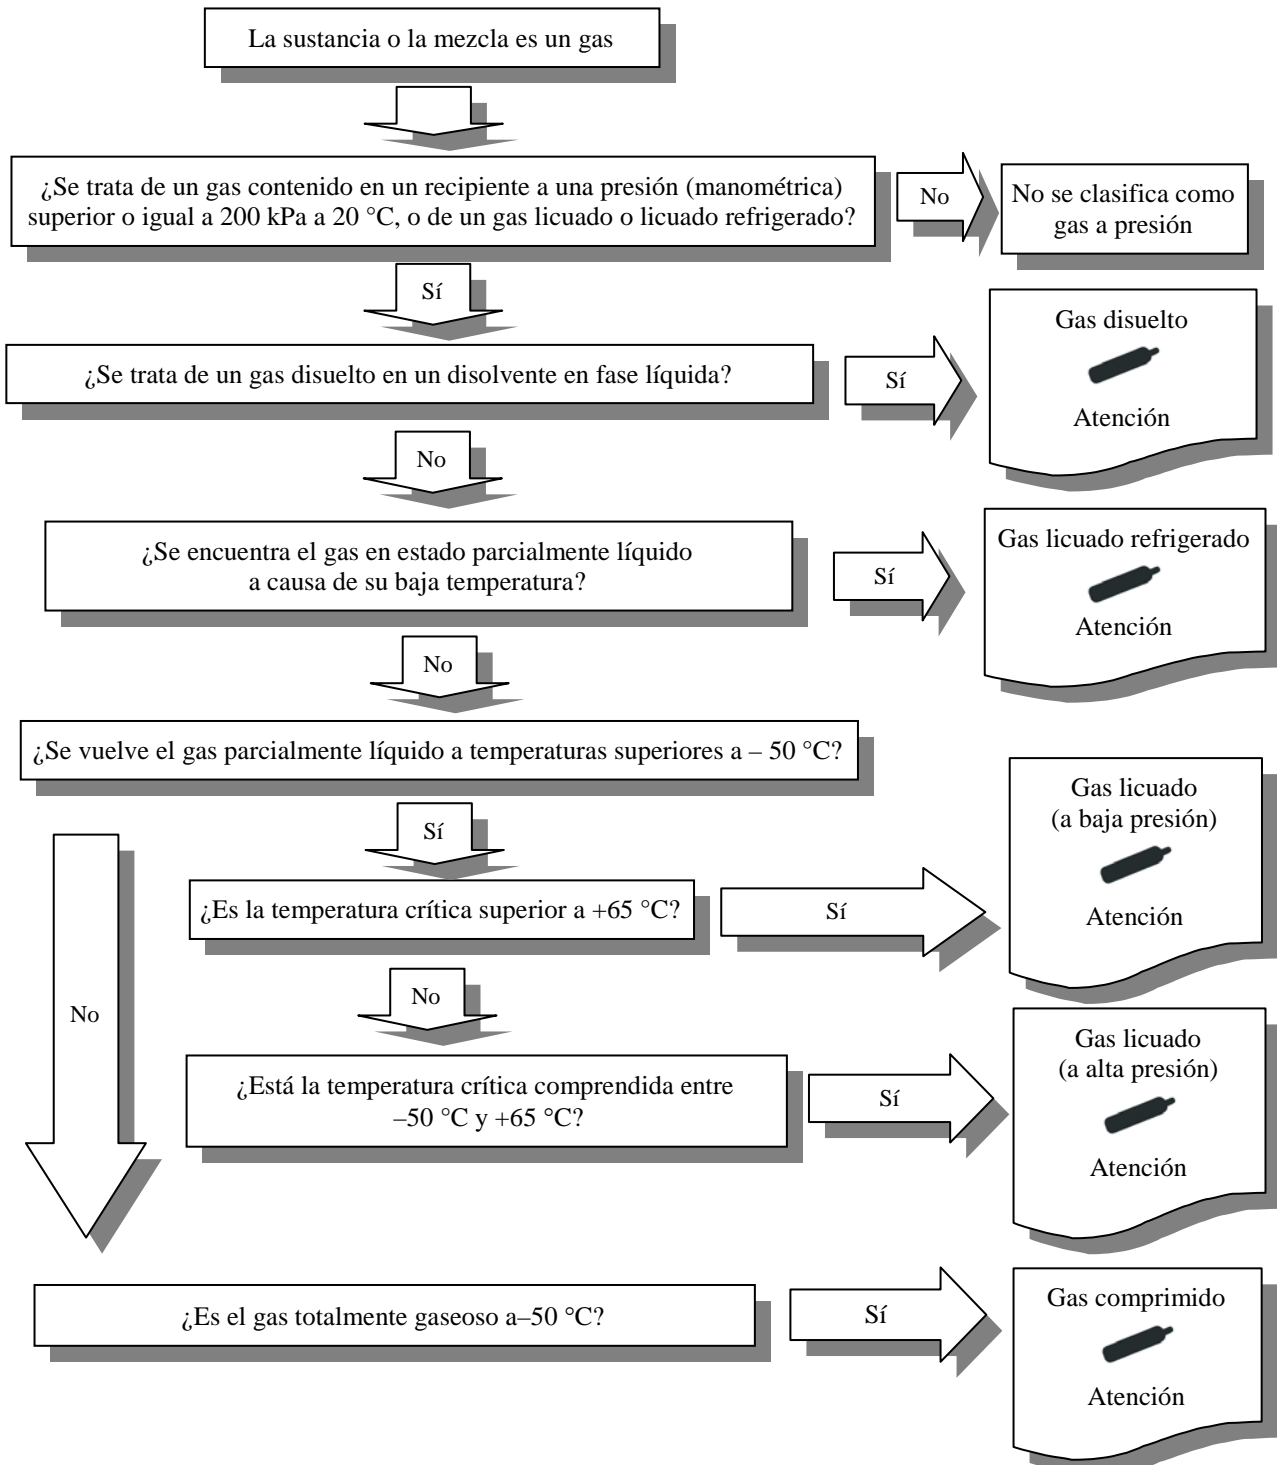 La sustancia o la mezcla es un gas
¿Se trata de un gas contenido en un recipiente a una presión (manométrica)
superior o igual a 200 kPa a 20 °C, o de un gas licuado o licuado refrigerado?
No
No se clasifica como
gas a presión
Sí
¿Se trata de un gas disuelto en un disolvente en fase líquida?
Sí
Gas disuelto
Atención
No
¿Se encuentra el gas en estado parcialmente líquido
a causa de su baja temperatura?
Sí
Gas licuado refrigerado
Atención
No
¿Se vuelve el gas parcialmente líquido a temperaturas superiores a – 50 °C?
Sí
¿Es la temperatura crítica superior a +65 °C?
Sí
Gas licuado
(a baja presión)
Atención
No
No
¿Está la temperatura crítica comprendida entre
–50 °C y +65 °C?
Sí
Gas licuado
(a alta presión)
Atención
¿Es el gas totalmente gaseoso a–50 °C?
Sí
Gas comprimido
Atención